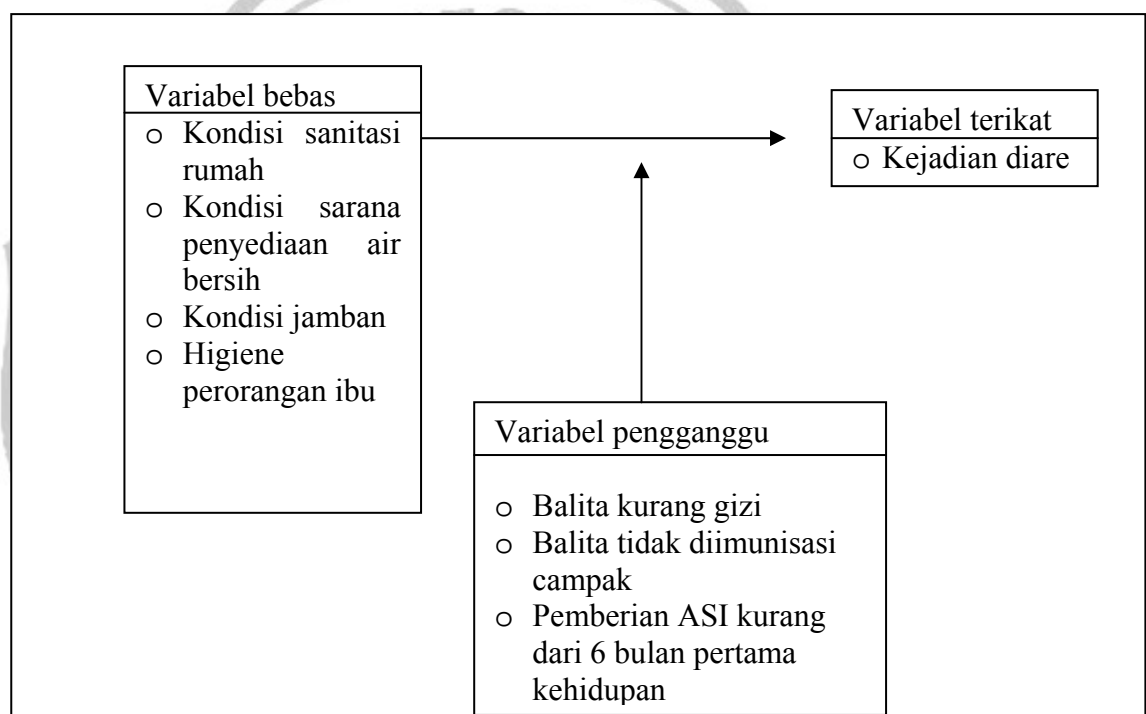 Variabel bebas
o Kondisi sanitasi
rumah
o Kondisi sarana
penyediaan air
bersih
o Kondisi jamban
o Higiene
perorangan ibu
Variabel terikat
o Kejadian diare
Variabel pengganggu
o Balita kurang gizi
o Balita tidak diimunisasi
campak
o Pemberian ASI kurang
dari 6 bulan pertama
kehidupan